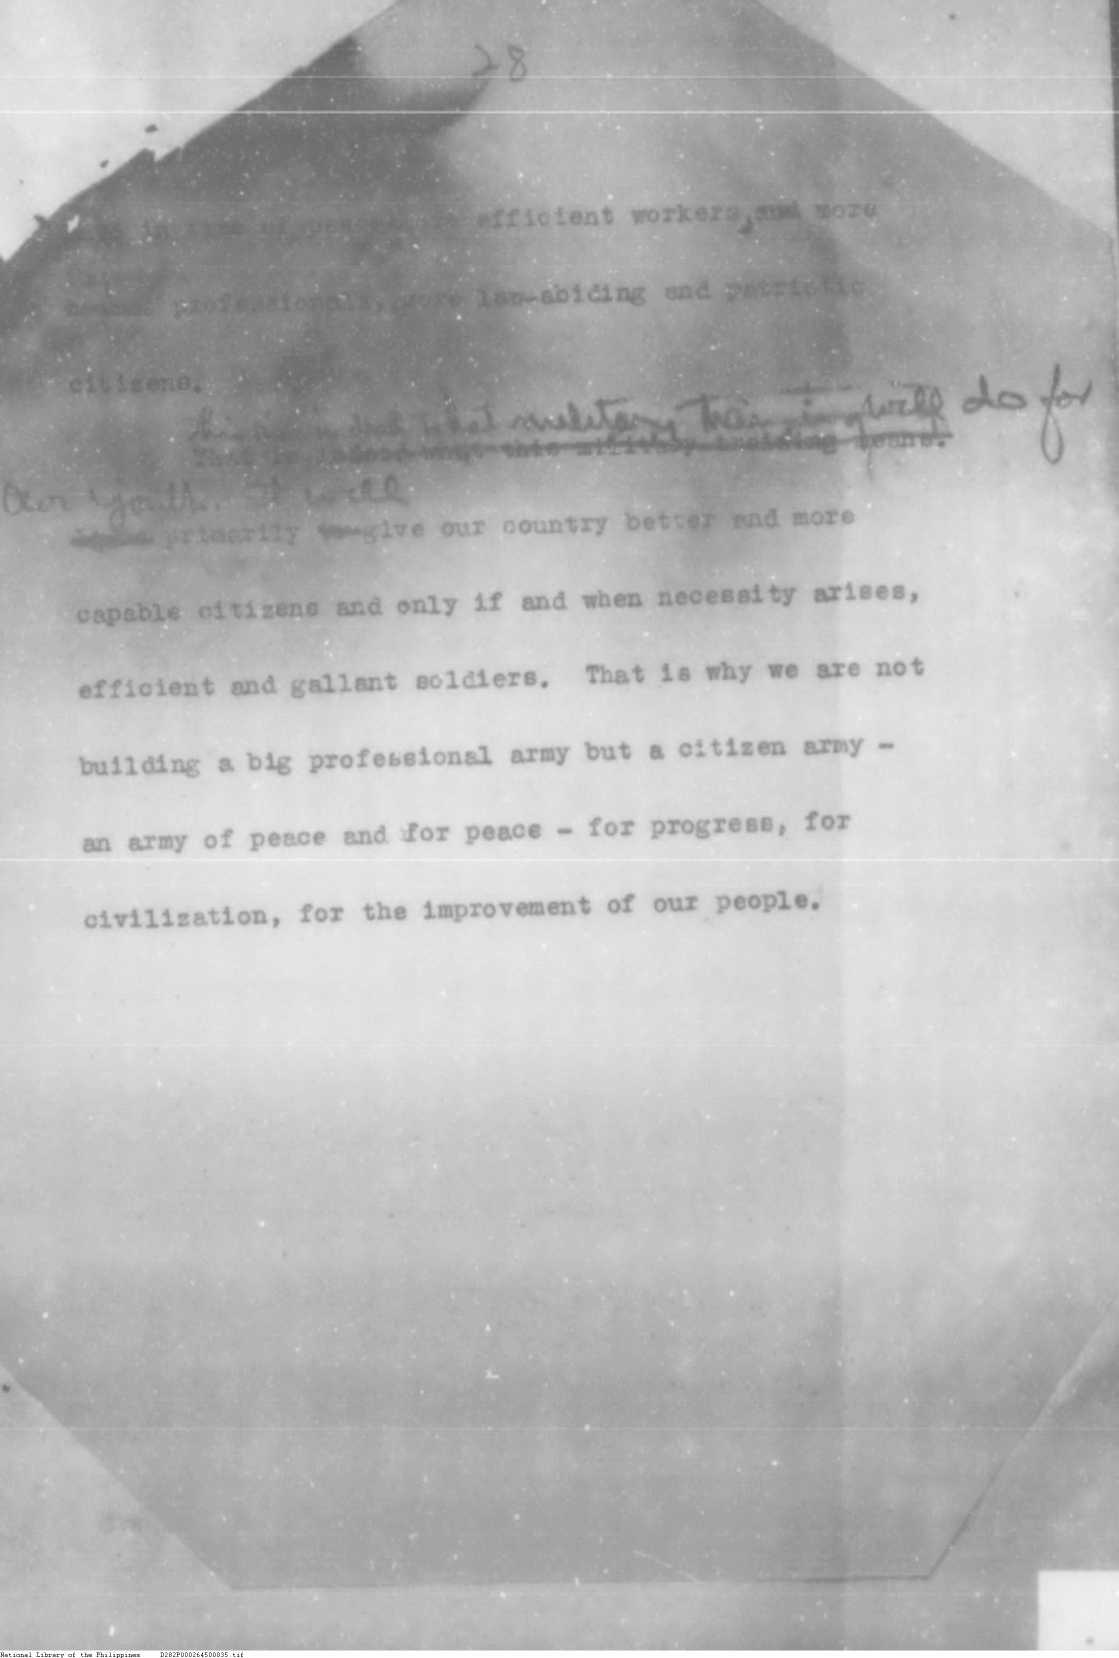 28
in time of peace more efficient workers, and more
professionals, more law-abiding and patriotic
citizens.
what military training will do for
That is indeed what this military training means.
our youth. It will
primarily to give our country better and more
capable citizens and only if and when necessity arises,
efficient and gallant soldiers. That is why we are not
building a big professional army but a citizen army -
an army of peace and for peace - for progress, for
civilization, for the improvement of our people.
National Library of the Philippines D282P000264500035.tif